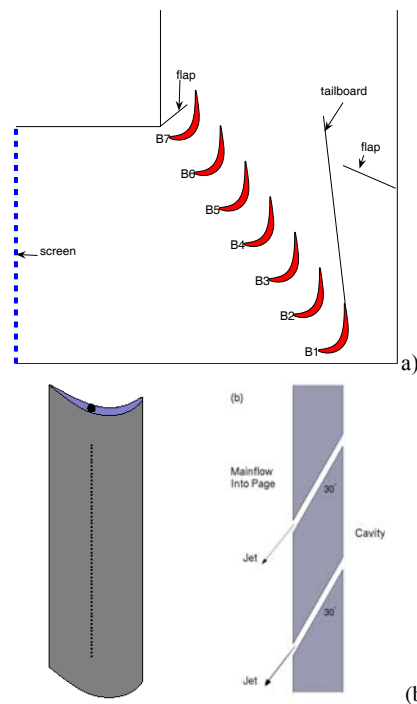 flap
tailboard
B7
flap
B6
B5
B4
screen
B3
B2
B1
a)
(b)
Mainflow
Into Page
30°
Cavity
Jet
30°
Jet
(b